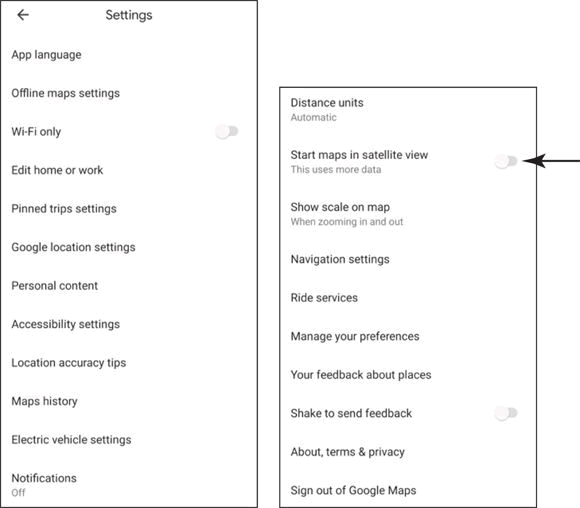 Settings
App language
Offline maps settings
Wi-Fi only
Edit home or work
Pinned trips settings
Google location settings
Personal content
Accessibility settings
Location accuracy tips
Maps history
Electric vehicle settings
Notifications
Off
Distance units
Automatic
Start maps in satellite view
This uses more data
Show scale on map
When zooming in and out
Navigation settings
Ride services
Manage your preferences
Your feedback about places
Shake to send feedback
About, terms & privacy
Sign out of Google Maps